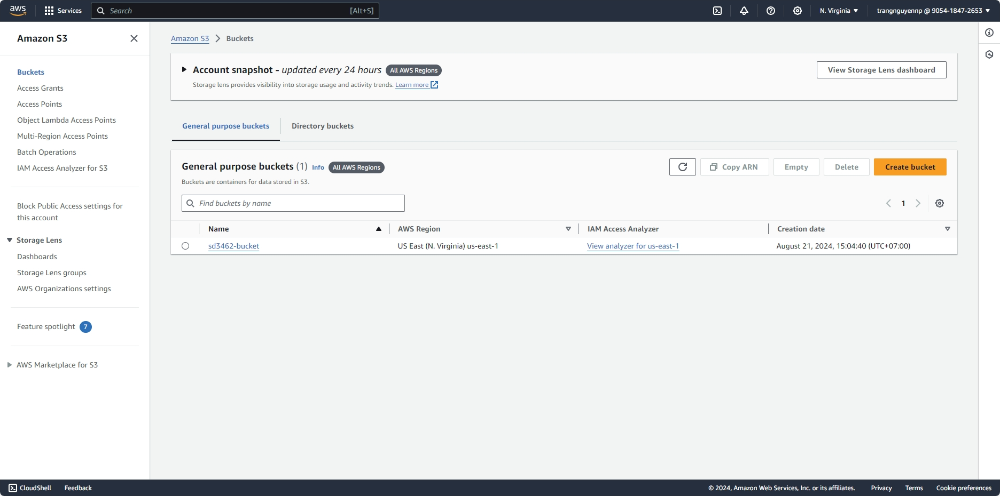 aws
Services
Search
[Alt+S]
N. Virginia
trangnguyennp @ 9054-1847-2653
Amazon S3
Buckets
Access Grants
Access Points
Object Lambda Access Points
Multi-Region Access Points
Batch Operations
IAM Access Analyzer for S3
Block Public Access settings for
this account
Storage Lens
Dashboards
Storage Lens groups
AWS Organizations settings
Feature spotlight 7
AWS Marketplace for S3
Amazon S3 Buckets
Account snapshot - updated every 24 hours All AWS Regions
Storage lens provides visibility into storage usage and activity trends. Learn more
View Storage Lens dashboard
General purpose buckets
Directory buckets
General purpose buckets (1) Info All AWS Regions
Buckets are containers for data stored in S3.
Copy ARN
Empty
Delete
Create bucket
Find buckets by name
1
Name
AWS Region
IAM Access Analyzer
Creation date
sd3462-bucket
US East (N. Virginia) us-east-1
View analyzer for us-east-1
August 21, 2024, 15:04:40 (UTC+07:00)
CloudShell
Feedback
© 2024, Amazon Web Services, Inc. or its affiliates.
Privacy
Terms
Cookie preferences